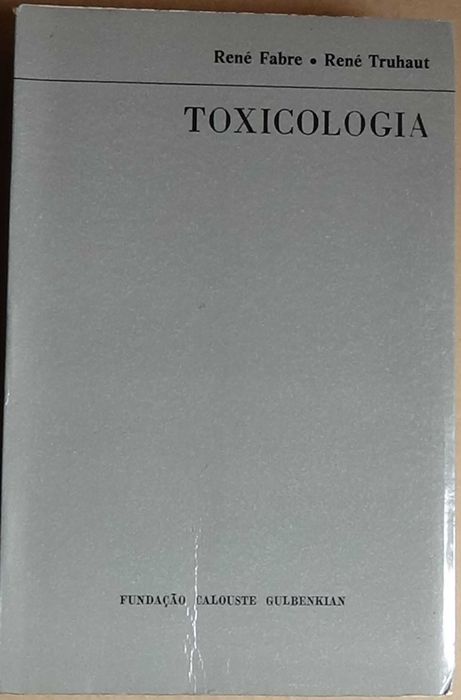 René Fabre • René Truhaut
TOXICOLOGIA
FUNDAÇÃO CALOUSTE GULBENKIAN